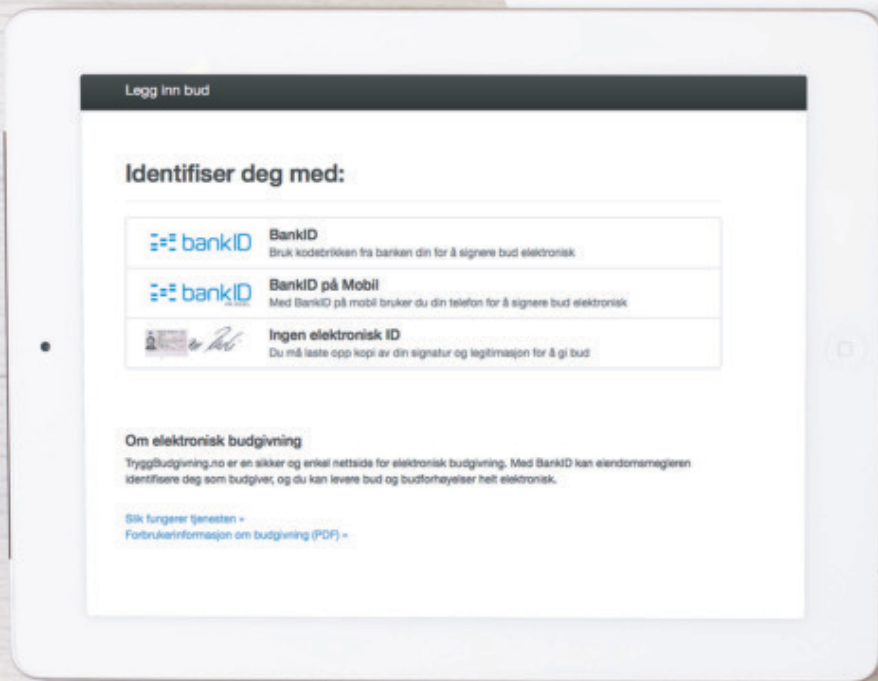 Legg inn bud
Identifiser deg med:
bankID
BankID
Bruk kodebrikken fra banken din for å signere bud elektronisk
bankID
BankID på Mobil
Med BankID på mobil bruker du din telefon for å signere bud elektronisk
Ingen elektronisk ID
Du må laste opp kopi av din signatur og legitimasjon for å gi bud
Om elektronisk budgivning
TryggBudgivning.no er en sikker og enkel nettside for elektronisk budgivning. Med BankID kan eiendomsmegleren
identifisere deg som budgiver, og du kan levere bud og budforhøyelser helt elektronisk.
Slik fungerer tjenesten »
Forbrukerinformasjon om budgivning (PDF) »